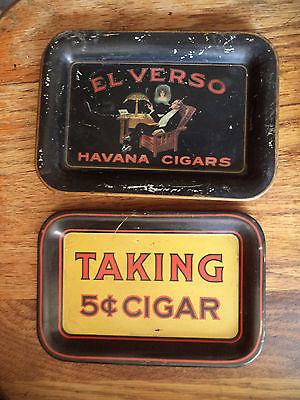 EL VERSO
HAVANA CIGARS
TAKING
5¢ CIGAR